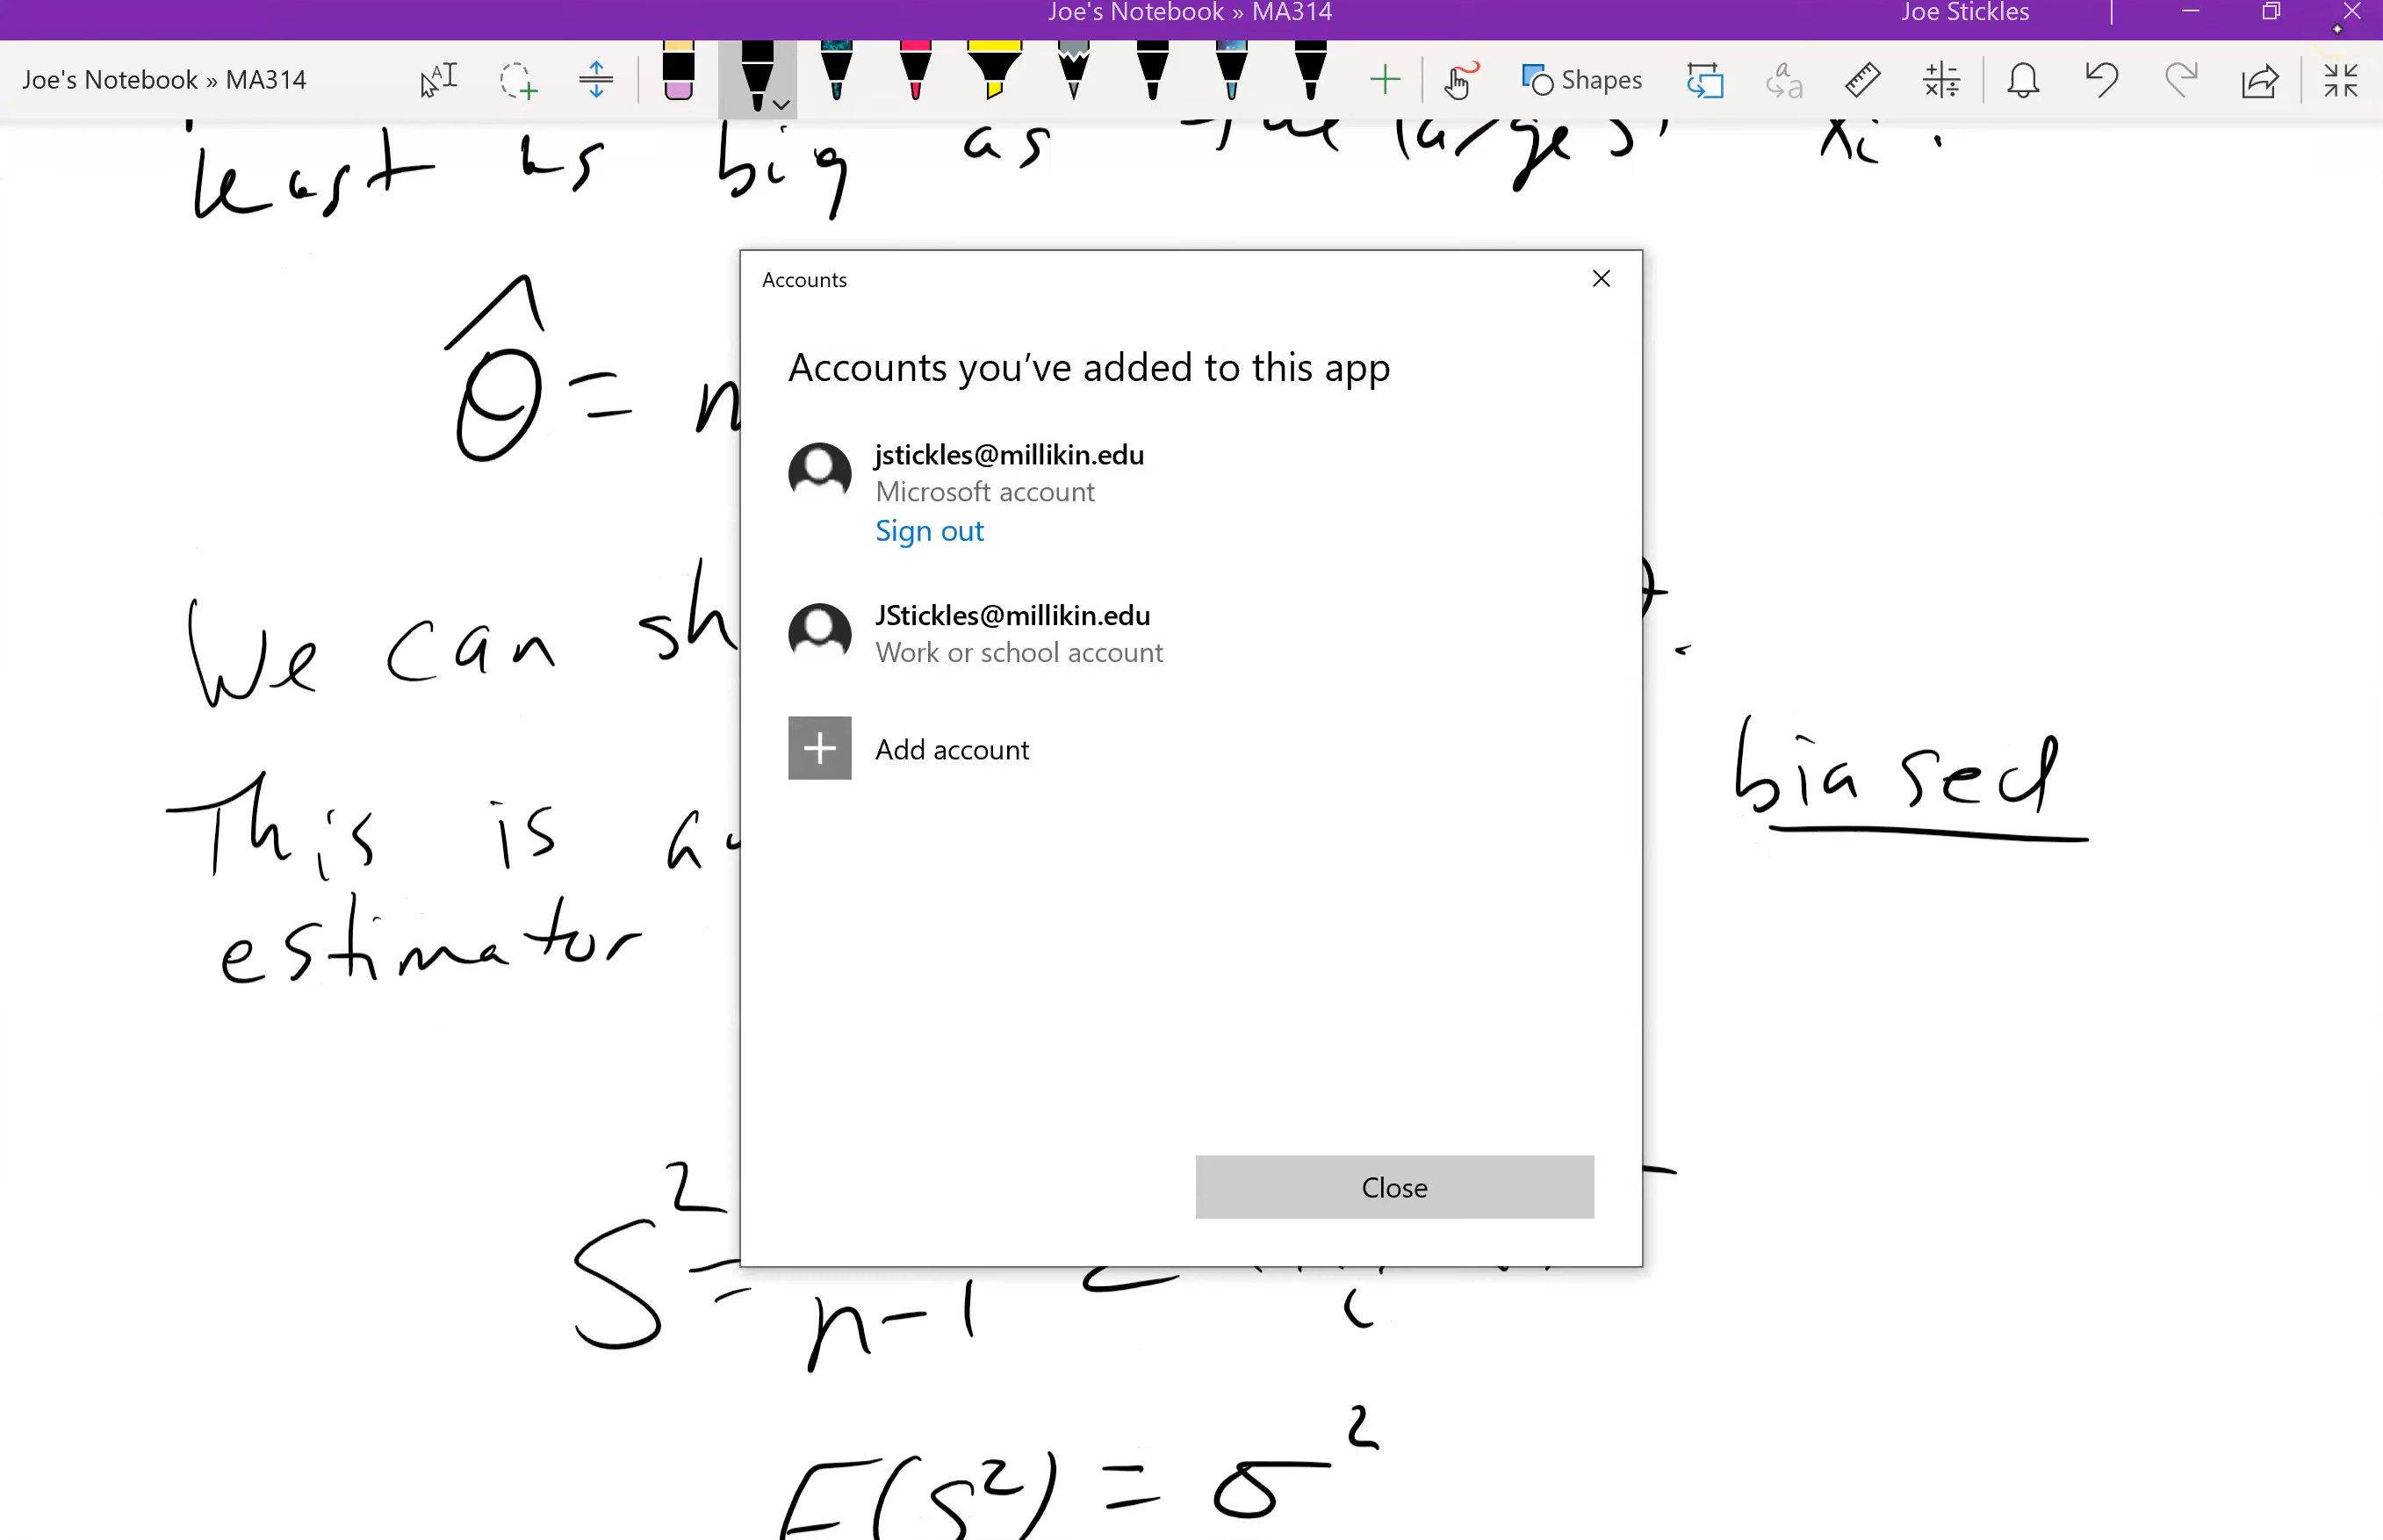 Joe's Notebook » MA314
Joe Stickles
Joe's Notebook » MA314
Shapes
least as big as the largest xi.
Accounts
θ̂ =
Accounts you've added to this app
jstickles@millikin.edu
Microsoft account
Sign out
JStickles@millikin.edu
Work or school account
We can
Add account
This is
biased
estimator
Close
S² =
n-1
i
E(S²) = σ²